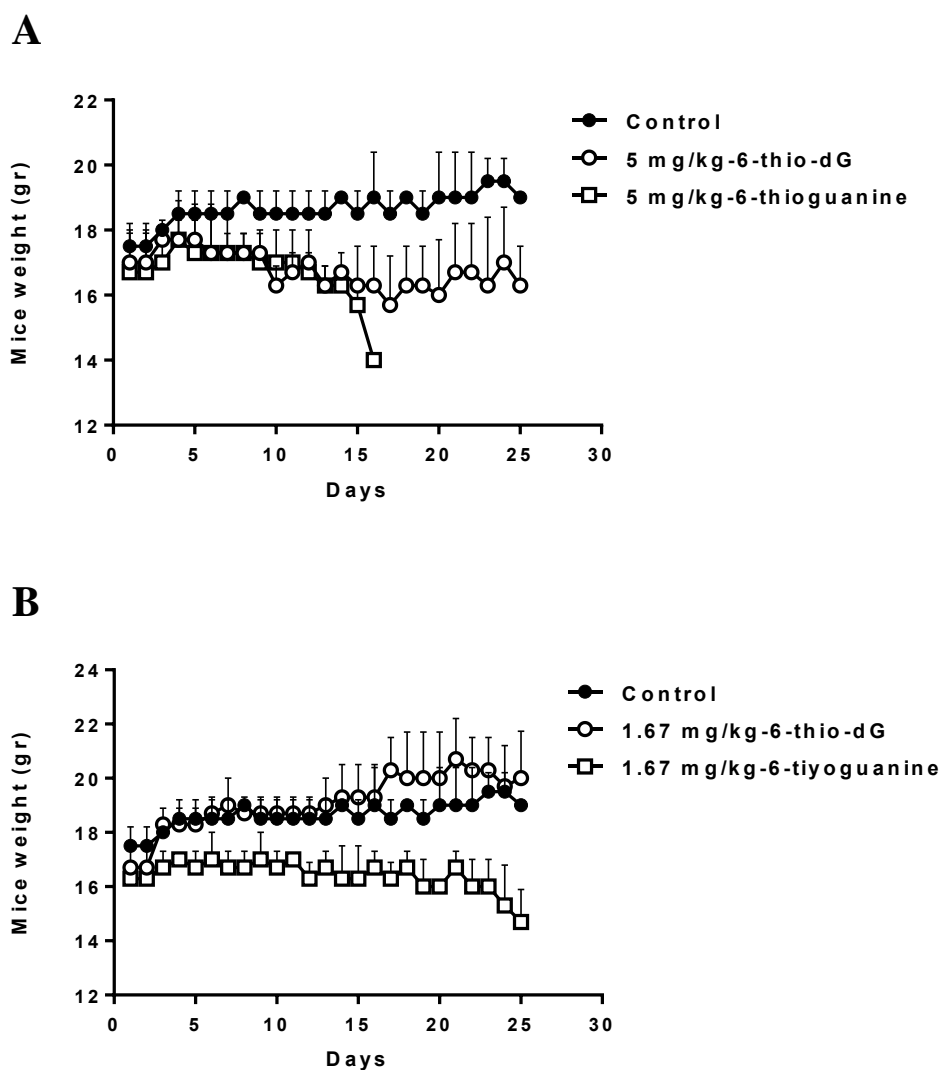 A
22
20
18
16
14
12
Mice weight (gr)
0 5 10 15 20 25 30
Days
Control
5 mg/kg-6-thio-dG
5 mg/kg-6-thioguanine
B
24
22
20
18
16
14
12
Mice weight (gr)
0 5 10 15 20 25 30
Days
Control
1.67 mg/kg-6-thio-dG
1.67 mg/kg-6-tiyoguanine